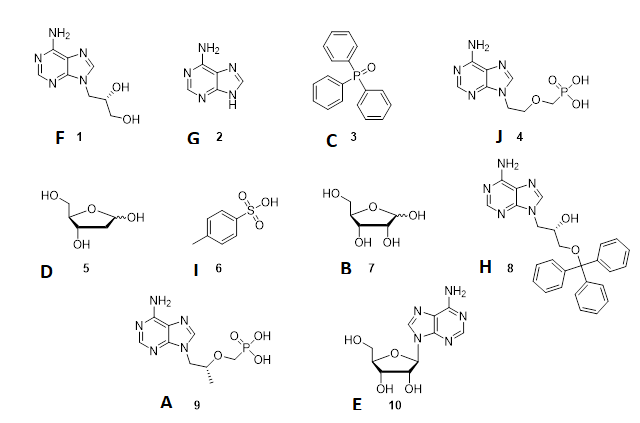 NH₂ N N N N OH OH
F 1
NH₂ N N N N H
G 2
P O
C 3
NH₂ N N N N O P O OH OH
J 4
HO O OH OH
D 5
O S OH O
I 6
HO O OH OH OH
B 7
NH₂ N N N N OH O
H 8
NH₂ N N N N O P O OH OH
A 9
NH₂ N N N N HO O OH OH
E 10